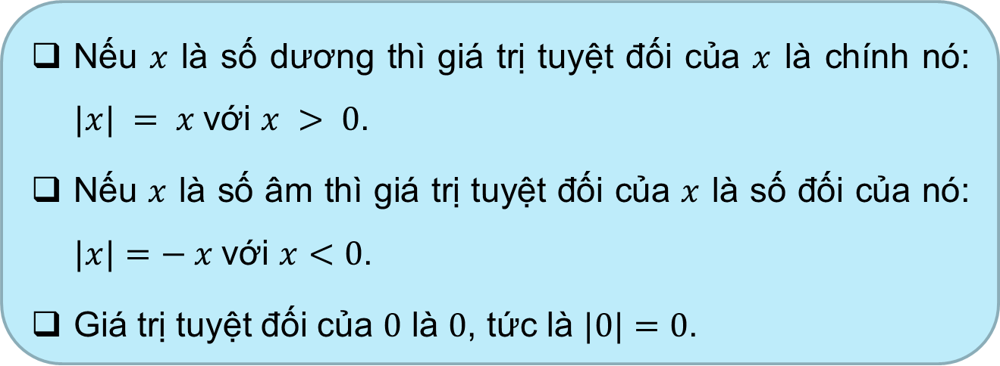 ❑ Nếu x là số dương thì giá trị tuyệt đối của x là chính nó:
|x| = x với x > 0.
❑ Nếu x là số âm thì giá trị tuyệt đối của x là số đối của nó:
|x| = − x với x < 0.
❑ Giá trị tuyệt đối của 0 là 0, tức là |0| = 0.